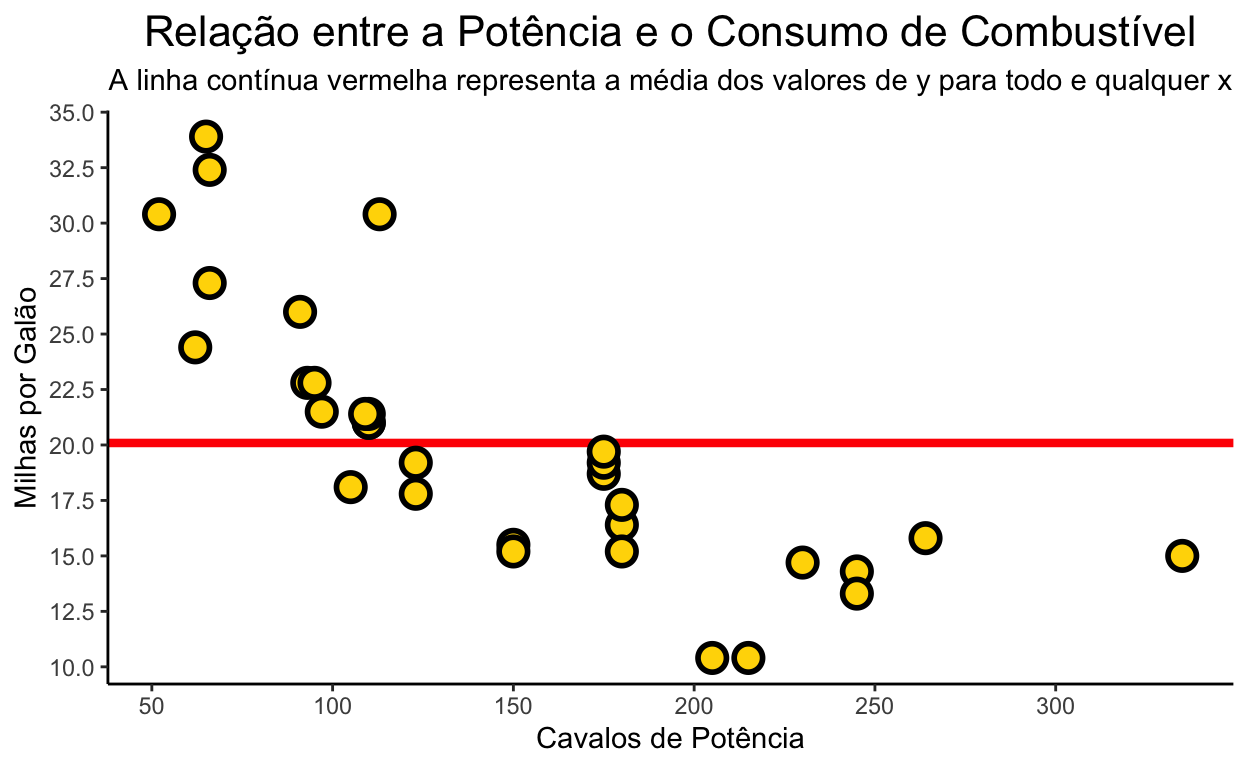 Relação entre a Potência e o Consumo de Combustível
A linha contínua vermelha representa a média dos valores de y para todo e qualquer x
35.0
32.5
30.0
27.5
25.0
22.5
20.0
17.5
15.0
12.5
10.0
Milhas por Galão
50 100 150 200 250 300
Cavalos de Potência